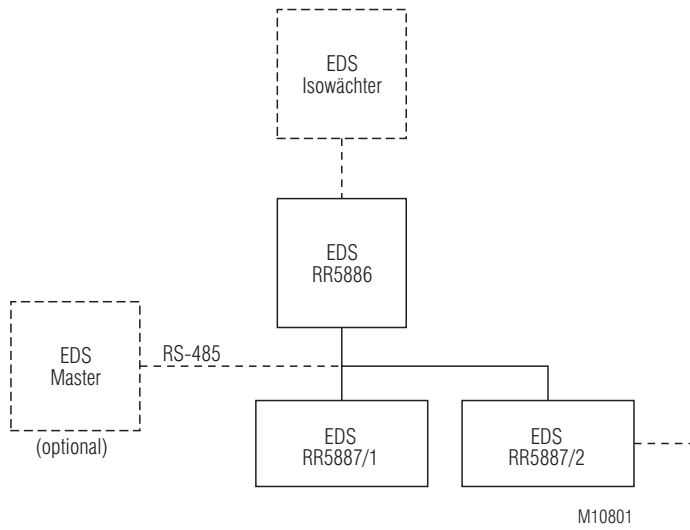 EDS
Isowächter
EDS
RR5886
EDS
Master
(optional)
RS-485
EDS
RR5887/1
EDS
RR5887/2
M10801